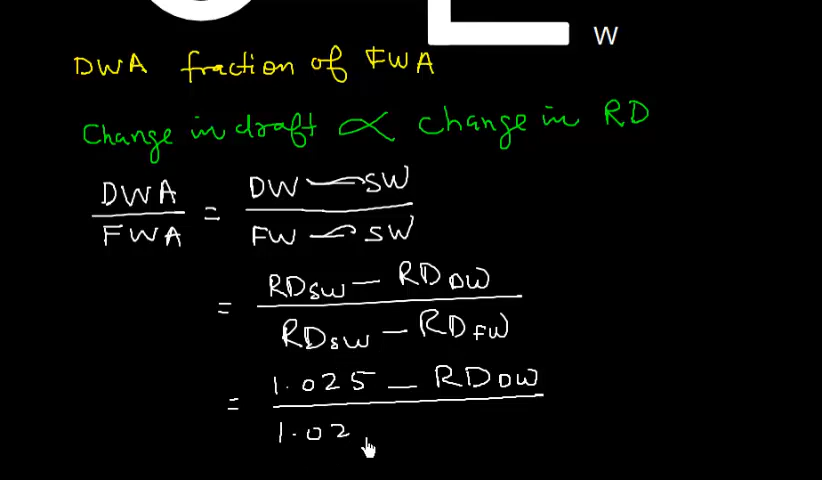 W
DWA fraction of FWA
Change in draft ∝ change in RD
DWA / FWA = DW ∽ SW / FW ∽ SW
= RDSW − RDDW / RDSW − RDFW
= 1.025 − RDDW / 1.02